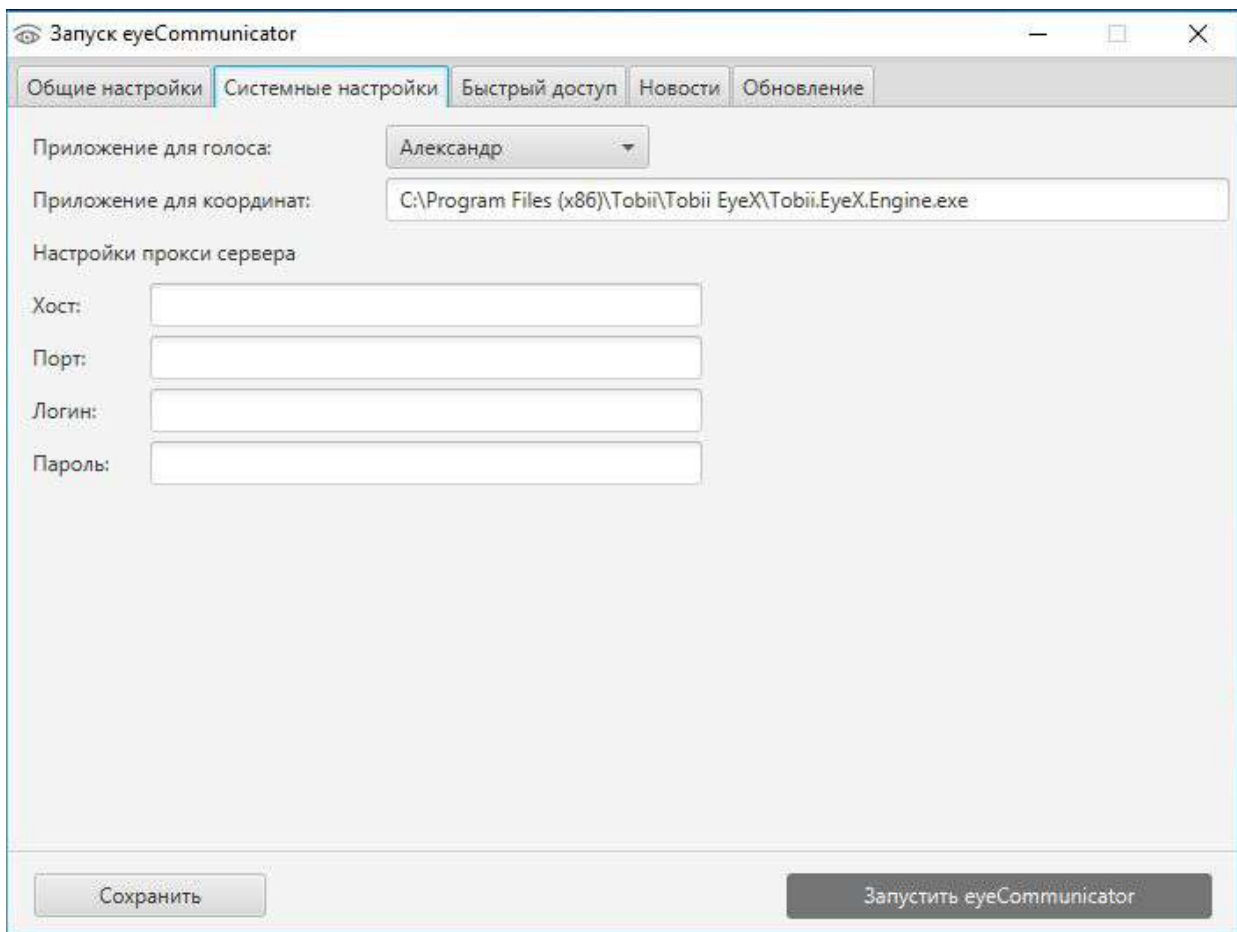 Запуск eyeCommunicator
Общие настройки Системные настройки Быстрый доступ Новости Обновление
Приложение для голоса: Александр
Приложение для координат: C:\Program Files (x86)\Tobii\Tobii EyeX\Tobii.EyeX.Engine.exe
Настройки прокси сервера
Хост:
Порт:
Логин:
Пароль:
Сохранить Запустить eyeCommunicator